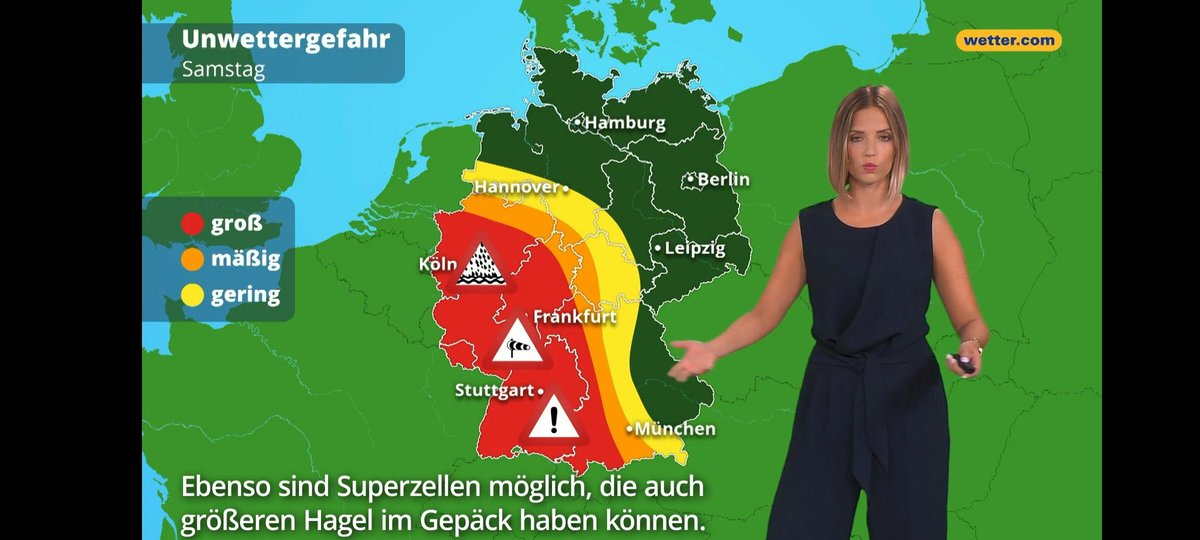 Unwettergefahr
Samstag
wetter.com
groß
mäßig
gering
Hamburg
Hannover
Berlin
Leipzig
Köln
Frankfurt
Stuttgart
!
München
Ebenso sind Superzellen möglich, die auch
größeren Hagel im Gepäck haben können.